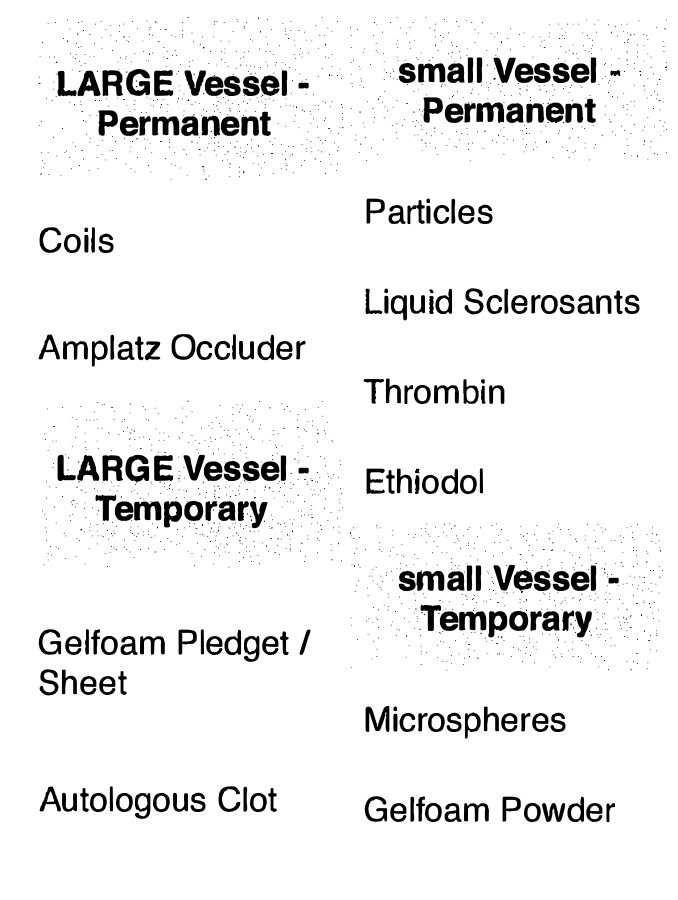 LARGE Vessel -
Permanent
Coils
Amplatz Occluder
LARGE Vessel -
Temporary
Gelfoam Pledget /
Sheet
Autologous Clot
small Vessel -
Permanent
Particles
Liquid Sclerosants
Thrombin
Ethiodol
small Vessel -
Temporary
Microspheres
Gelfoam Powder